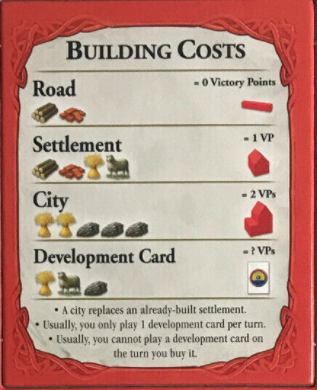 BUILDING COSTS
Road
= 0 Victory Points
Settlement
= 1 VP
City
= 2 VPs
Development Card
= ? VPs
• A city replaces an already-built settlement.
• Usually, you only play 1 development card per turn.
• Usually, you cannot play a development card on
the turn you buy it.